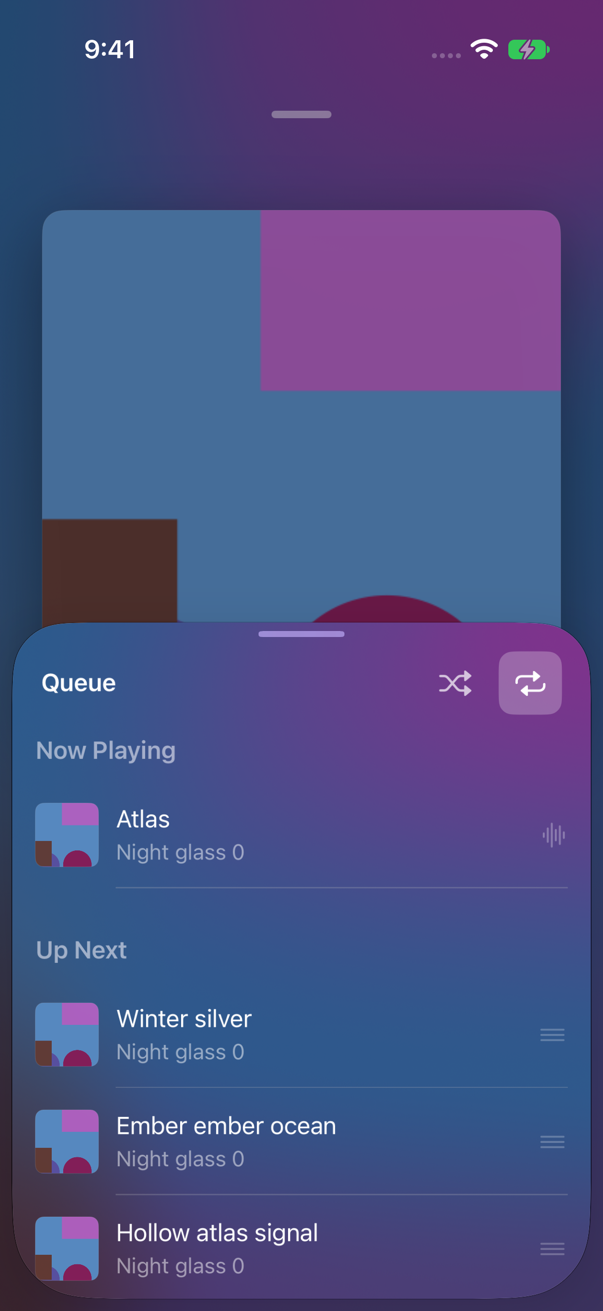 9:41
Queue
Now Playing
Atlas
Night glass 0
Up Next
Winter silver
Night glass 0
Ember ember ocean
Night glass 0
Hollow atlas signal
Night glass 0